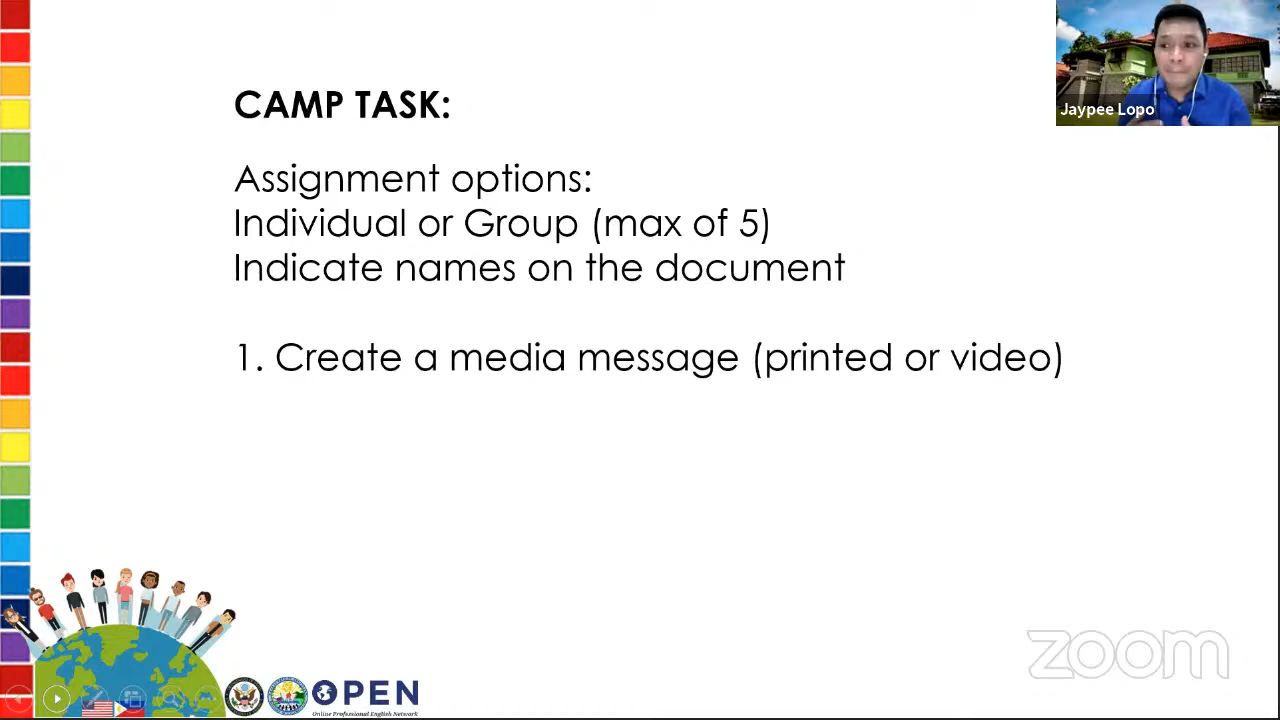 CAMP TASK:
Jaypee Lopo
Assignment options:
Individual or Group (max of 5)
Indicate names on the document
1. Create a media message (printed or video)
zoom
OPEN
Online Professional English Network